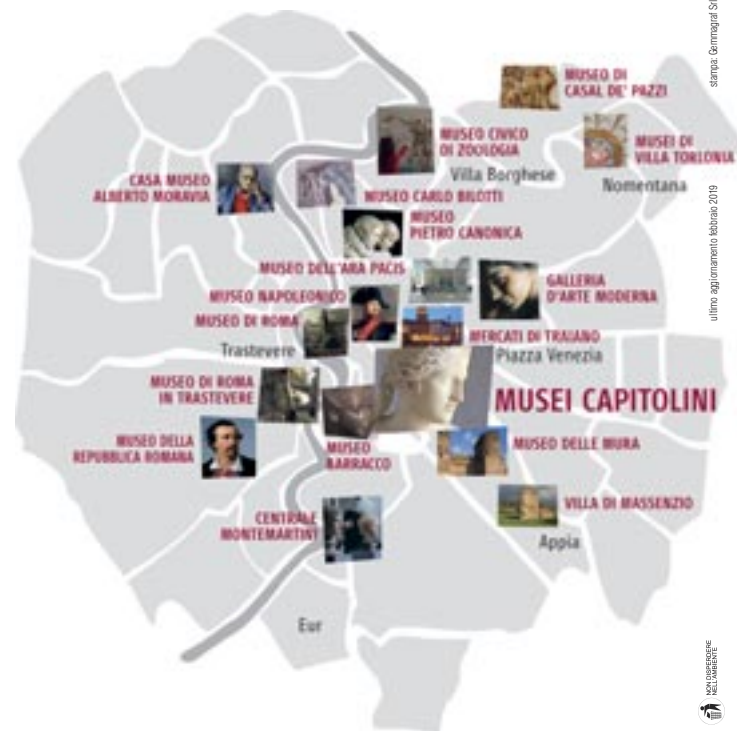 stampa: Gemmagraf Srl
MUSEO DI
CASAL DE' PAZZI
MUSEO CIVICO
DI ZOOLOGIA
MUSEI DI
VILLA TORLONIA
Villa Borghese
Nomentana
CASA MUSEO
ALBERTO MORAVIA
MUSEO CARLO BILOTTI
MUSEO
PIETRO CANONICA
ultimo aggiornamento febbraio 2019
MUSEO DELL'ARA PACIS
GALLERIA
D'ARTE MODERNA
MUSEO NAPOLEONICO
MUSEO DI ROMA
MERCATI DI TRAIANO
Trastevere
Piazza Venezia
MUSEO DI ROMA
IN TRASTEVERE
MUSEI CAPITOLINI
MUSEO DELLA
REPUBBLICA ROMANA
MUSEO
BARRACCO
MUSEO DELLE MURA
CENTRALE
MONTEMARTINI
VILLA DI MASSENZIO
Appia
Eur
NON DISPERDERE
NELL'AMBIENTE